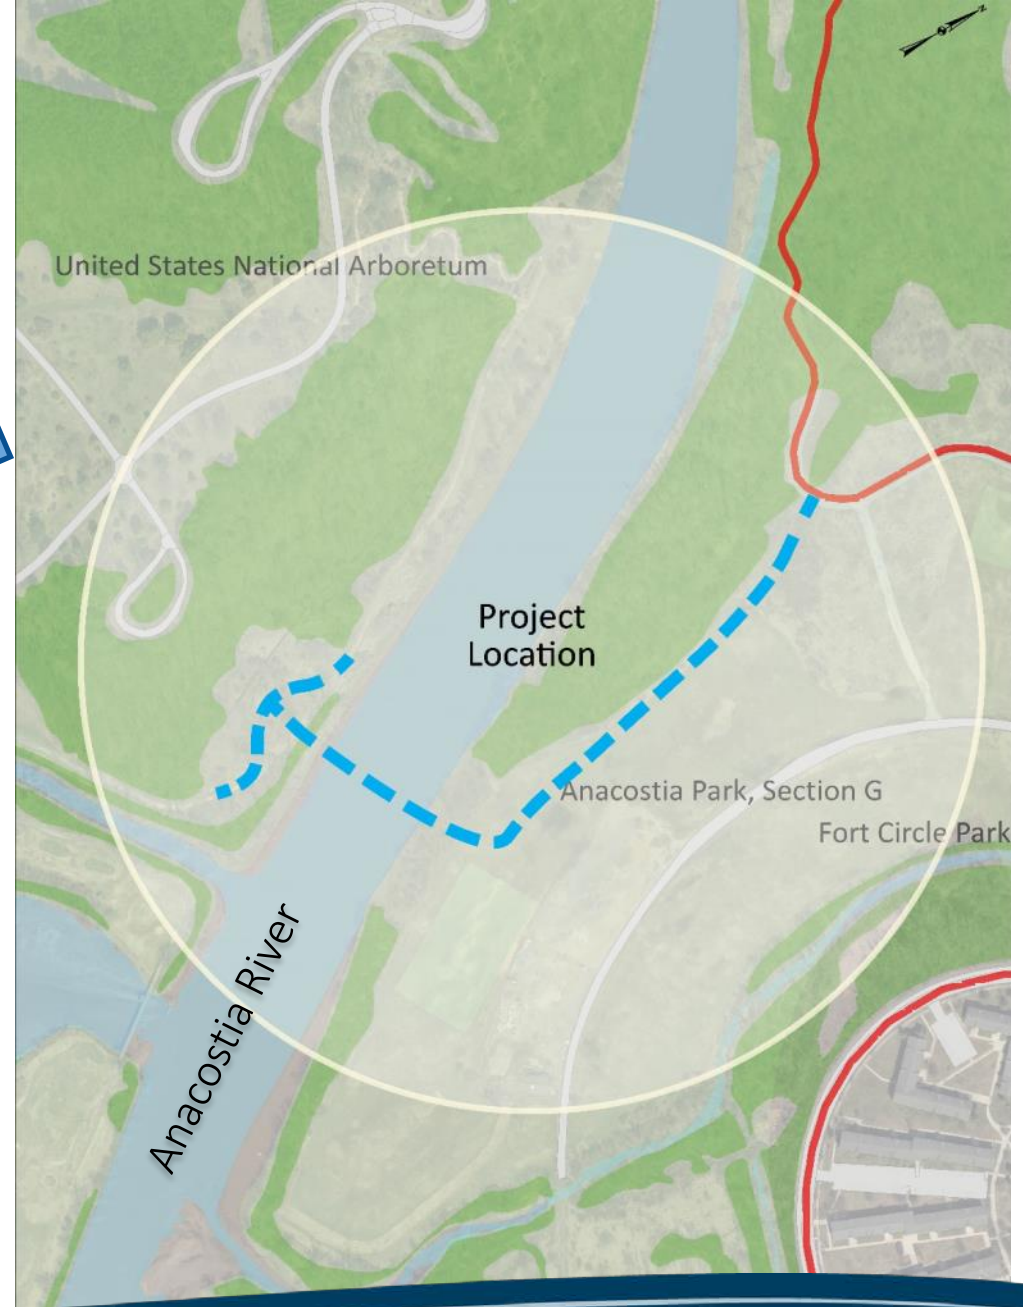 United States National Arboretum
Project
Location
Anacostia Park, Section G
Fort Circle Park
Anacostia River